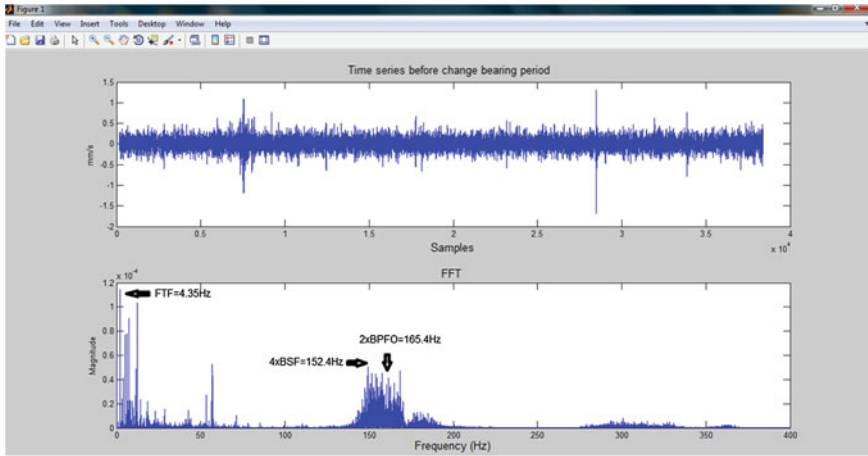 Figure 1
File Edit View Insert Tools Desktop Window Help
Time series before change bearing period
1.5
1
0.5
0
-0.5
-1
-1.5
-2
mm/s
0 0.5 1 1.5 2 2.5 3 3.5 4
Samples
x 10^4
FFT
x 10^-4
1.2
1
0.8
0.6
0.4
0.2
0
Magnitude
FTF=4.35Hz
2xBPFO=165.4Hz
4xBSF=152.4Hz
0 50 100 150 200 250 300 350 400
Frequency (Hz)